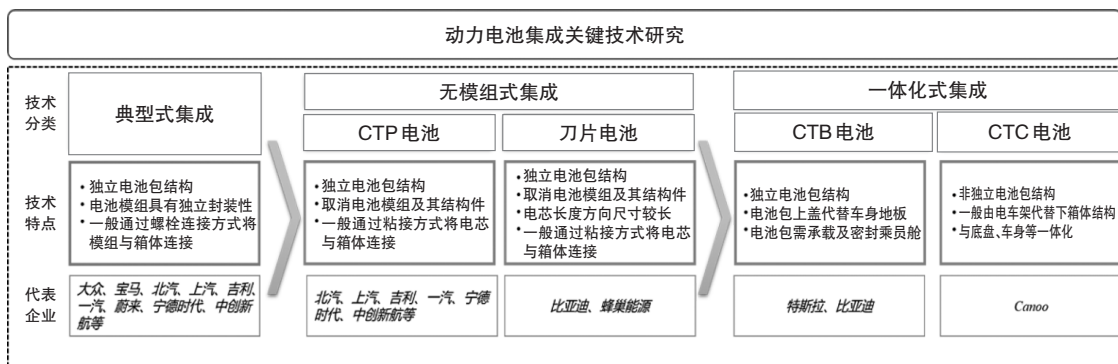 动力电池集成关键技术研究
技术
分类
典型式集成
无模组式集成
一体化式集成
CTP电池
刀片电池
CTB电池
CTC电池
技术
特点
•独立电池包结构
•电池模组具有独立封装性
•一般通过螺栓连接方式将
模组与箱体连接
•独立电池包结构
•取消电池模组及其结构件
•一般通过粘接方式将电芯
与箱体连接
•独立电池包结构
•取消电池模组及其结构件
•电芯长度方向尺寸较长
•一般通过粘接方式将电芯
与箱体连接
•独立电池包结构
•电池包上盖代替车身地板
•电池包需承载及密封乘员舱
•非独立电池包结构
•一般由电车架代替下箱体结构
•与底盘、车身等一体化
代表
企业
大众、宝马、北汽、上汽、吉利、
一汽、蔚来、宁德时代、中创新
航等
北汽、上汽、吉利、一汽、宁德
时代、中创新航等
比亚迪、蜂巢能源
特斯拉、比亚迪
Canoo